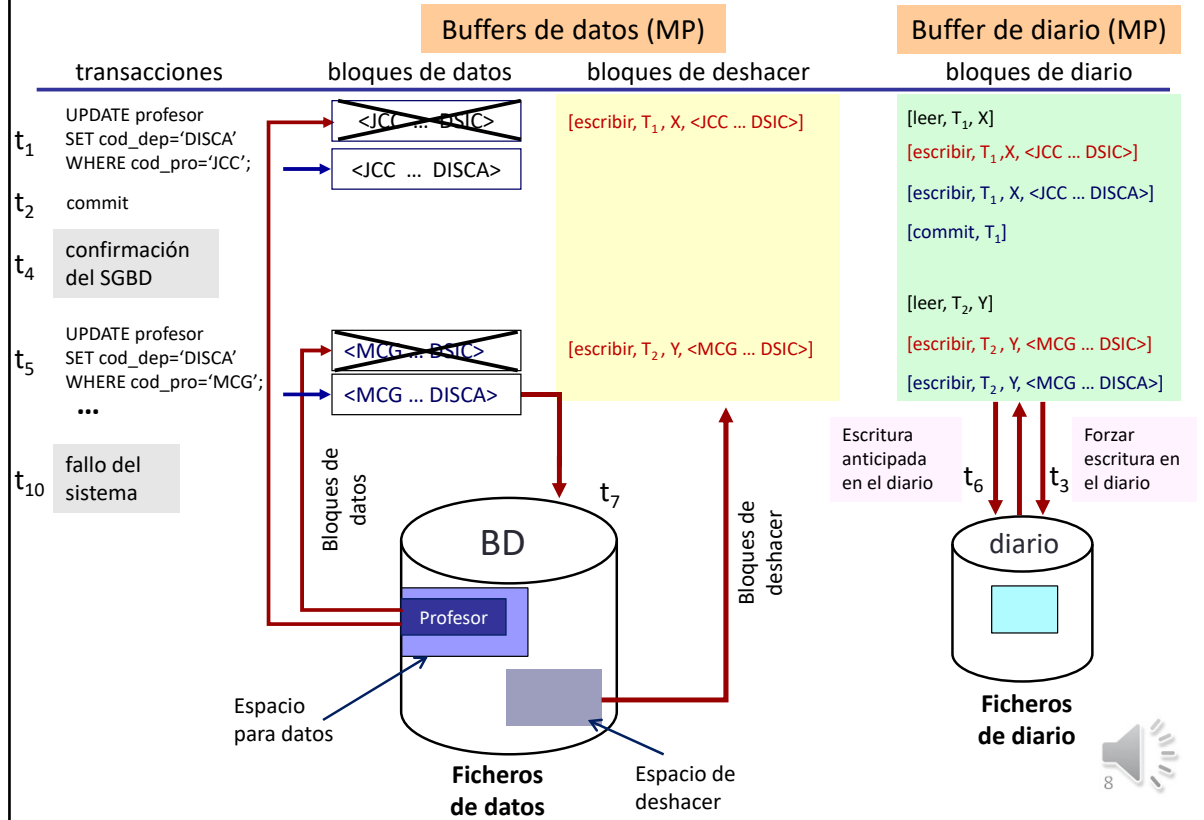 Buffers de datos (MP)
Buffer de diario (MP)
transacciones
bloques de datos
bloques de deshacer
bloques de diario
t1
UPDATE profesor
SET cod_dep=‘DISCA’
WHERE cod_pro=‘JCC’;
<JCC ... DSIC>
<JCC ... DISCA>
[escribir, T1, X, <JCC ... DSIC>]
[leer, T1, X]
[escribir, T1,X, <JCC ... DSIC>]
[escribir, T1, X, <JCC ... DISCA>]
t2
commit
[commit, T1]
t4
confirmación
del SGBD
t5
UPDATE profesor
SET cod_dep=‘DISCA’
WHERE cod_pro=‘MCG’;
...
<MCG ... DSIC>
<MCG ... DISCA>
[escribir, T2, Y, <MCG ... DSIC>]
[leer, T2, Y]
[escribir, T2, Y, <MCG ... DSIC>]
[escribir, T2, Y, <MCG ... DISCA>]
t10
fallo del
sistema
Bloques de
datos
t7
Bloques de
deshacer
Escritura
anticipada
en el diario
t6
t3
Forzar
escritura en
el diario
BD
Profesor
diario
Espacio
para datos
Ficheros
de datos
Espacio de
deshacer
Ficheros
de diario
8